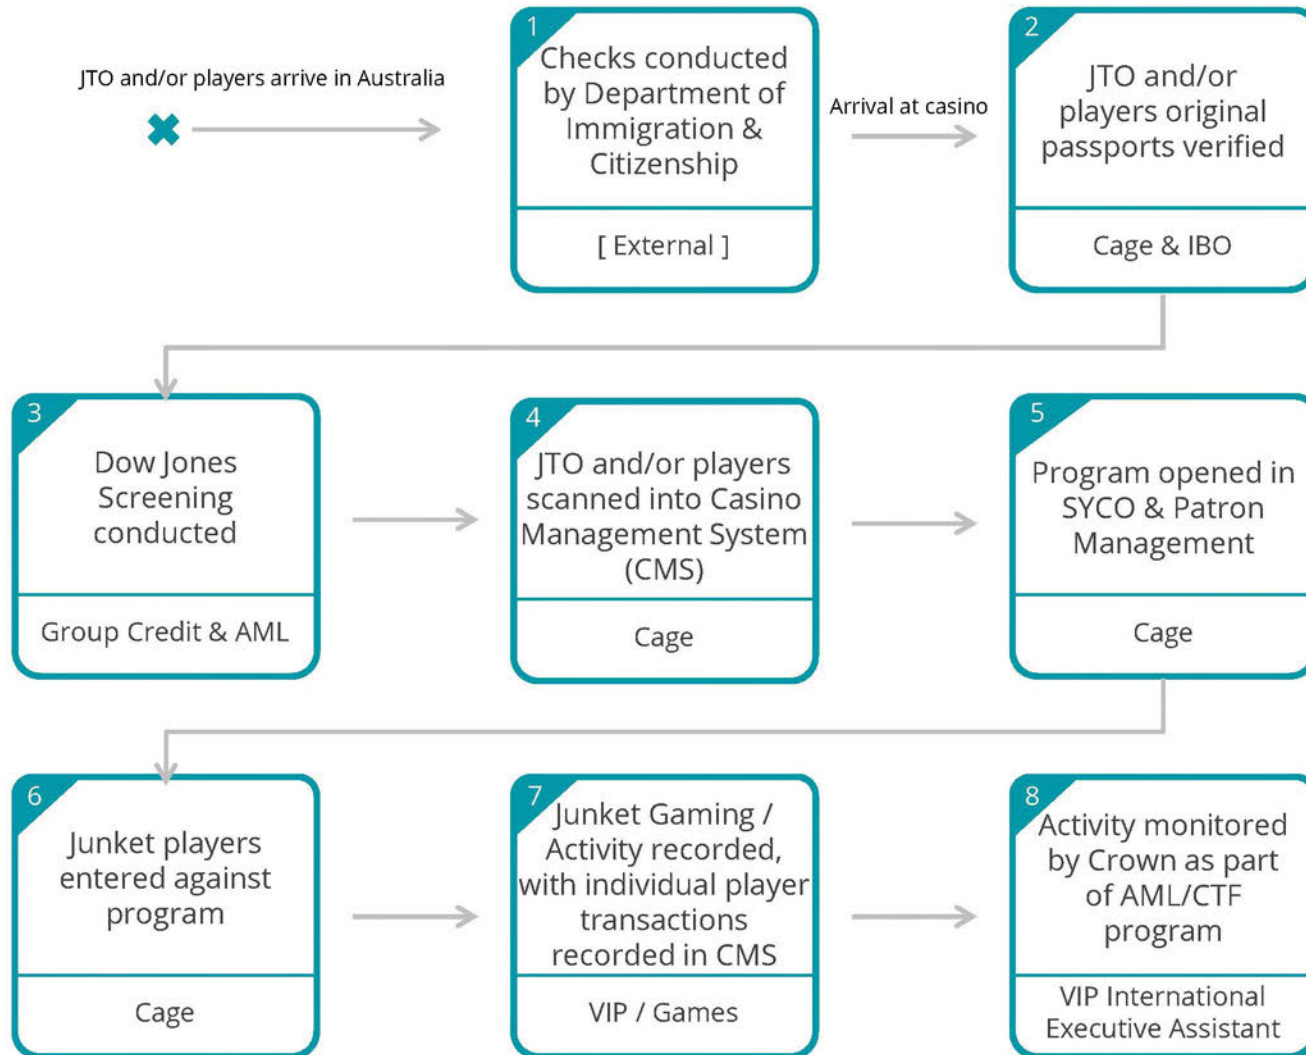 JTO and/or players arrive in Australia
1
Checks conducted
by Department of
Immigration &
Citizenship
[ External ]
Arrival at casino
2
JTO and/or
players original
passports verified
Cage & IBO
3
Dow Jones
Screening
conducted
Group Credit & AML
4
JTO and/or players
scanned into Casino
Management System
(CMS)
Cage
5
Program opened in
SYCO & Patron
Management
Cage
6
Junket players
entered against
program
Cage
7
Junket Gaming /
Activity recorded,
with individual player
transactions
recorded in CMS
VIP / Games
8
Activity monitored
by Crown as part
of AML/CTF
program
VIP International
Executive Assistant